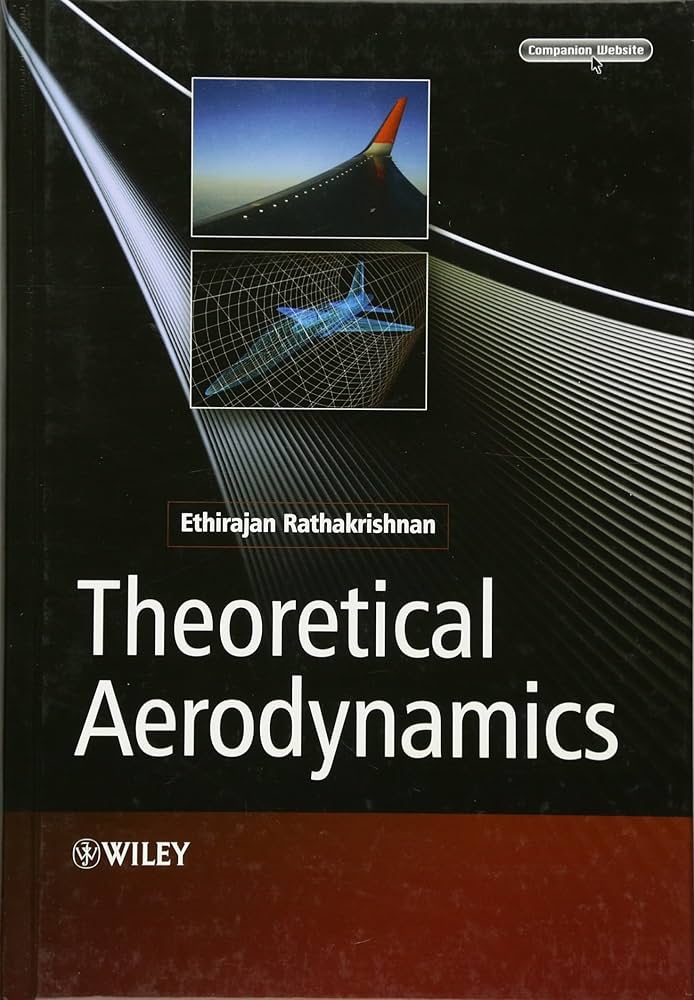 Companion Website
Ethirajan Rathakrishnan
Theoretical
Aerodynamics
WILEY